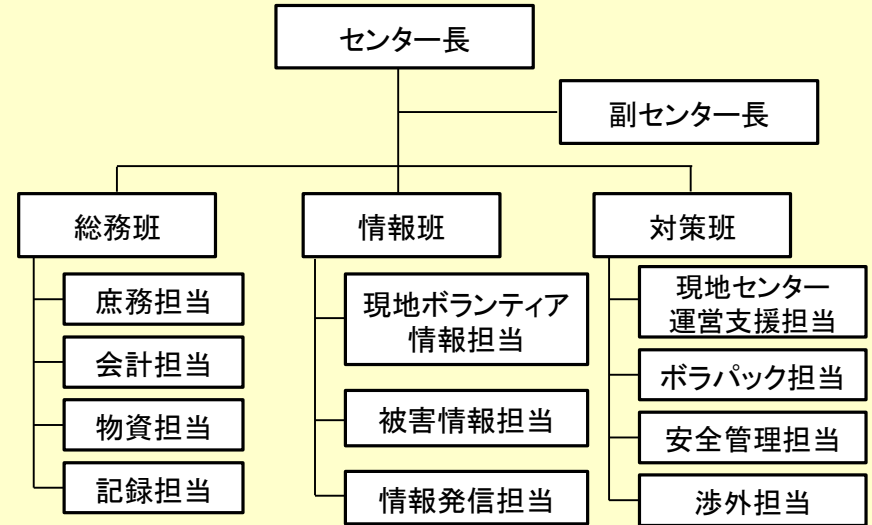 センター長
副センター長
総務班
庶務担当
会計担当
物資担当
記録担当
情報班
現地ボランティア
情報担当
被害情報担当
情報発信担当
対策班
現地センター
運営支援担当
ボラパック担当
安全管理担当
渉外担当